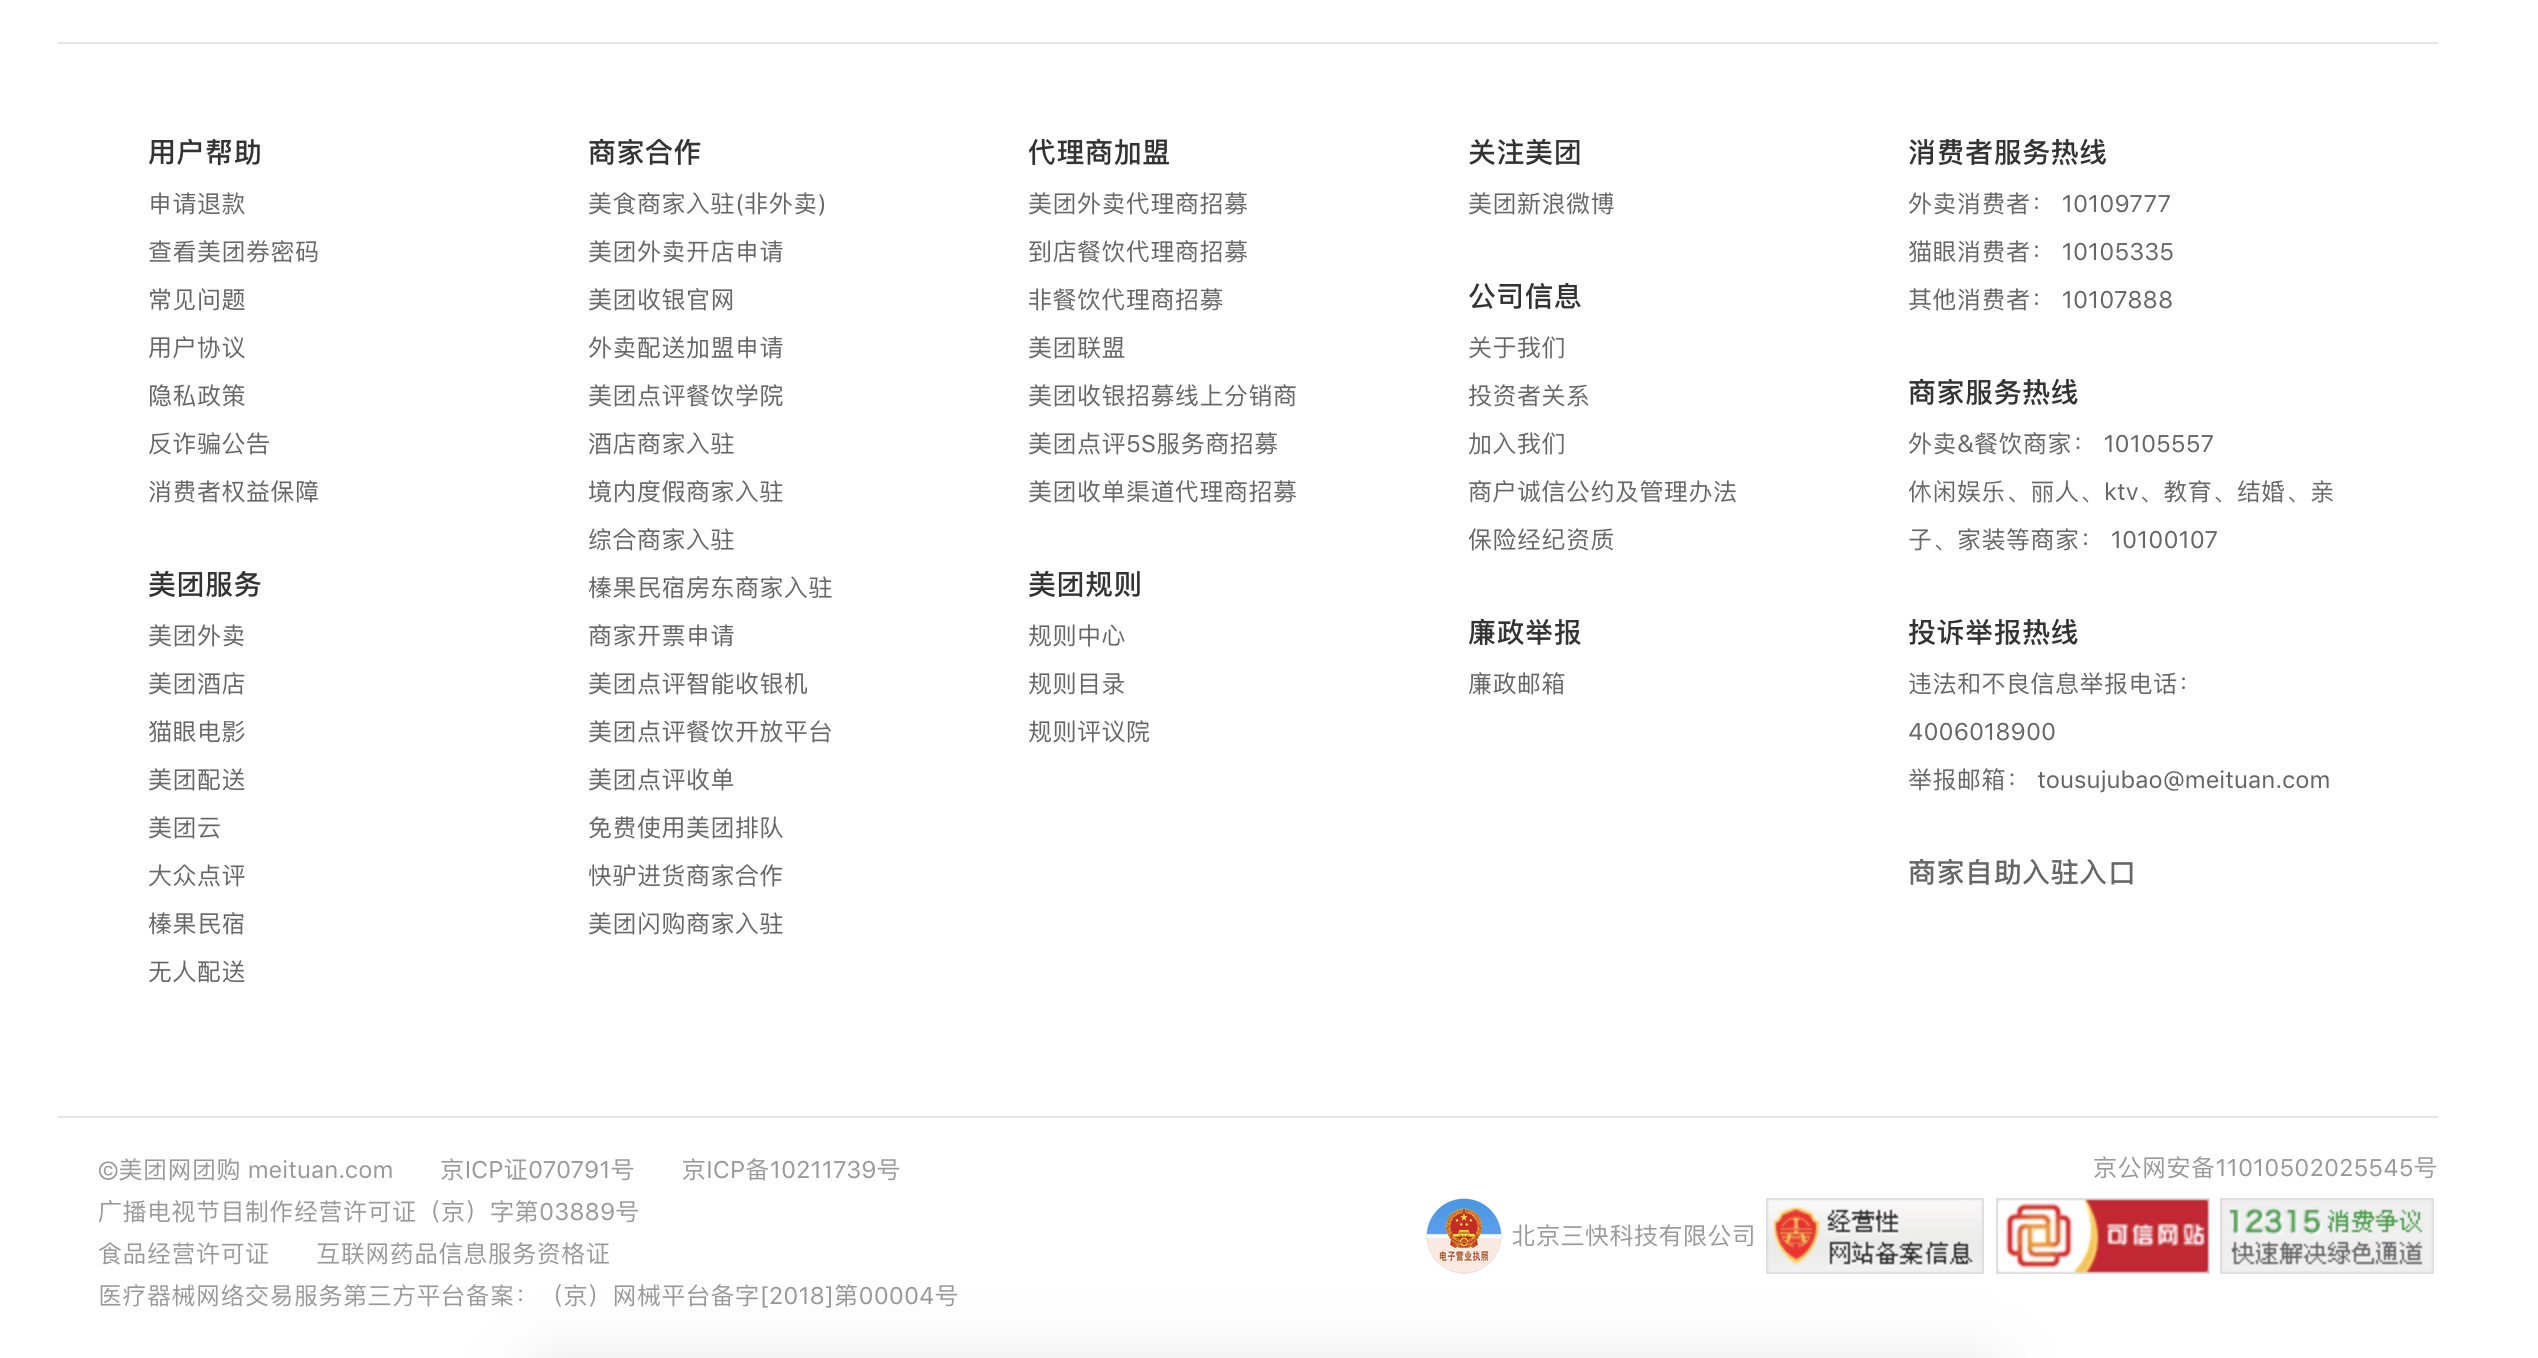 用户帮助
申请退款
查看美团券密码
常见问题
用户协议
隐私政策
反诈骗公告
消费者权益保障
美团服务
美团外卖
美团酒店
猫眼电影
美团配送
美团云
大众点评
榛果民宿
无人配送
商家合作
美食商家入驻(非外卖)
美团外卖开店申请
美团收银官网
外卖配送加盟申请
美团点评餐饮学院
酒店商家入驻
境内度假商家入驻
综合商家入驻
榛果民宿房东商家入驻
商家开票申请
美团点评智能收银机
美团点评餐饮开放平台
美团点评收单
免费使用美团排队
快驴进货商家合作
美团闪购商家入驻
代理商加盟
美团外卖代理商招募
到店餐饮代理商招募
非餐饮代理商招募
美团联盟
美团收银招募线上分销商
美团点评5S服务商招募
美团收单渠道代理商招募
美团规则
规则中心
规则目录
规则评议院
关注美团
美团新浪微博
公司信息
关于我们
投资者关系
加入我们
商户诚信公约及管理办法
保险经纪资质
廉政举报
廉政邮箱
消费者服务热线
外卖消费者： 10109777
猫眼消费者： 10105335
其他消费者： 10107888
商家服务热线
外卖&餐饮商家： 10105557
休闲娱乐、丽人、ktv、教育、结婚、亲
子、家装等商家： 10100107
投诉举报热线
违法和不良信息举报电话：
4006018900
举报邮箱： tousujubao@meituan.com
商家自助入驻入口
©美团网团购 meituan.com 京ICP证070791号 京ICP备10211739号
广播电视节目制作经营许可证（京）字第03889号
食品经营许可证 互联网药品信息服务资格证
医疗器械网络交易服务第三方平台备案：（京）网械平台备字[2018]第00004号
京公网安备11010502025545号
电子营业执照
北京三快科技有限公司
经营性
网站备案信息
可信网站
12315 消费争议
快速解决绿色通道